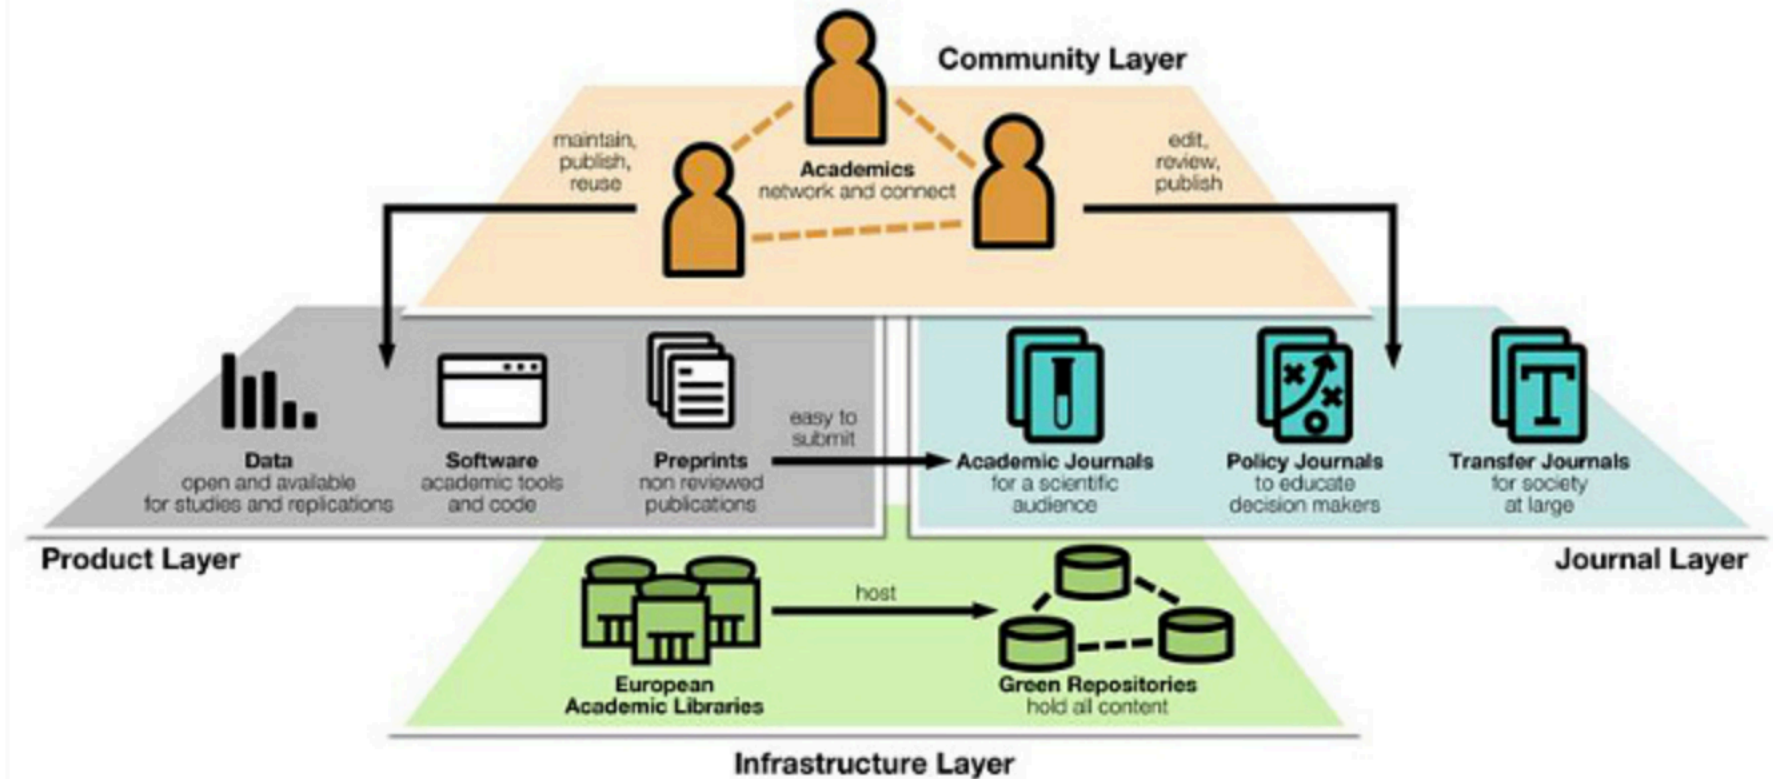 Community Layer
maintain,
publish,
reuse
Academics
network and connect
edit,
review,
publish
Data
open and available
for studies and replications
Software
academic tools
and code
Preprints
non reviewed
publications
easy to
submit
Academic Journals
for a scientific
audience
Policy Journals
to educate
decision makers
Transfer Journals
for society
at large
Product Layer
Journal Layer
host
European
Academic Libraries
Green Repositories
hold all content
Infrastructure Layer